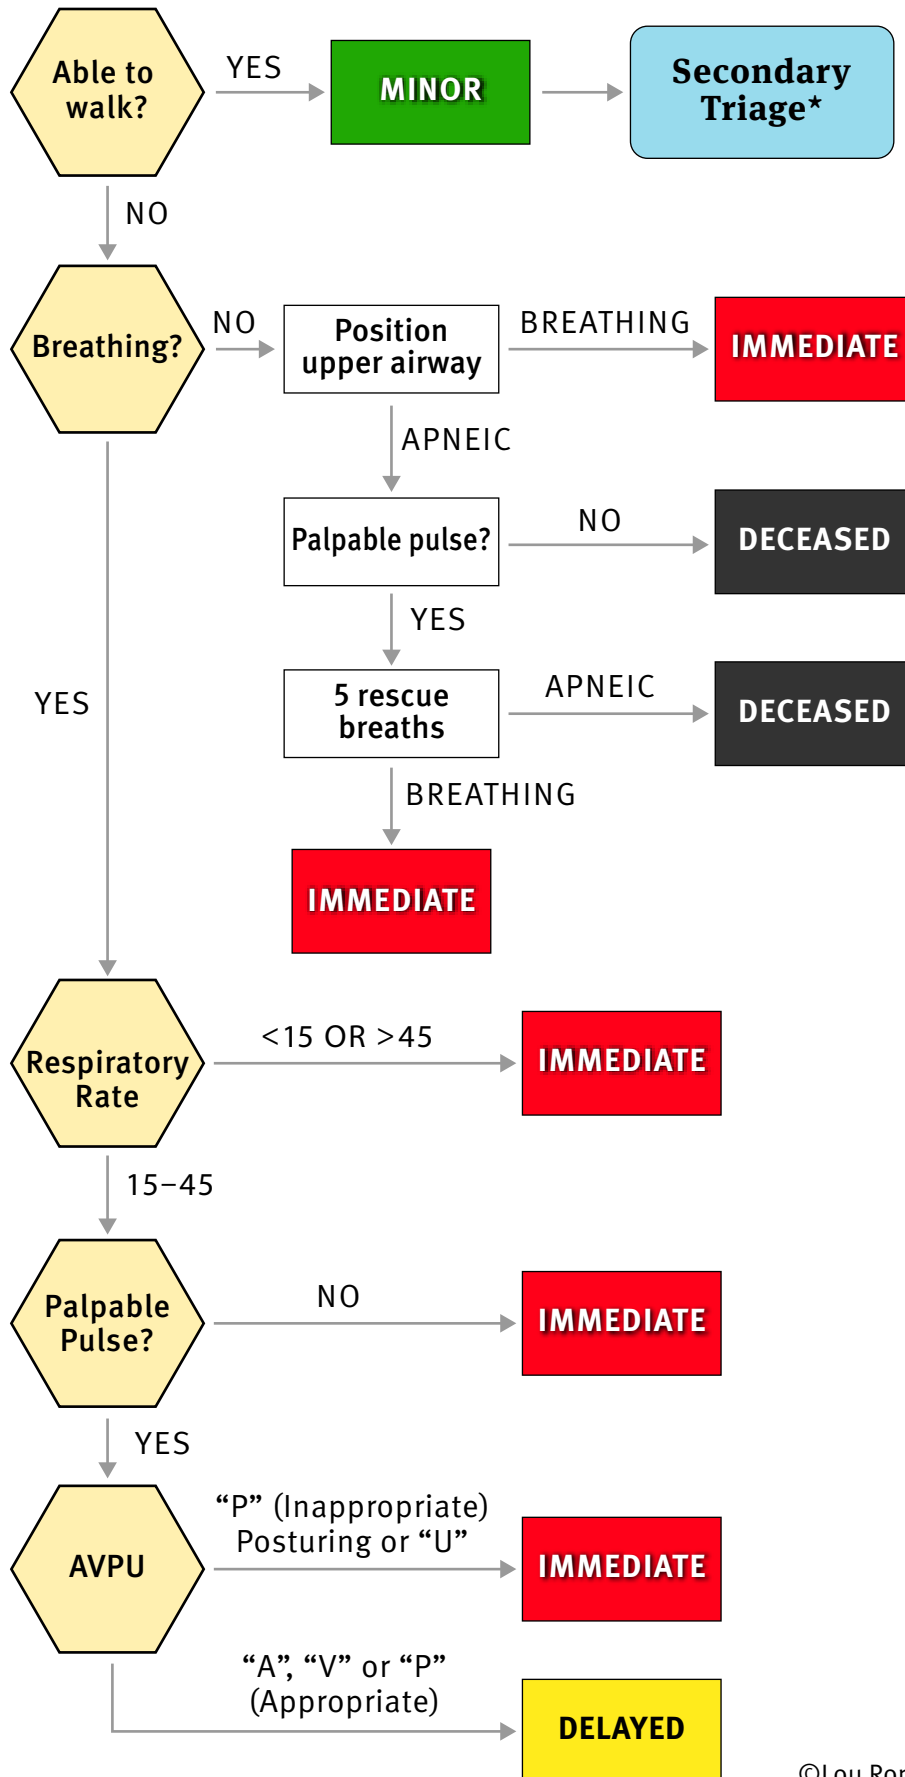 Able to
walk?
YES
MINOR
Secondary
Triage*
NO
Breathing?
NO
Position
upper airway
BREATHING
IMMEDIATE
APNEIC
Palpable pulse?
NO
DECEASED
YES
5 rescue
breaths
APNEIC
DECEASED
BREATHING
IMMEDIATE
YES
Respiratory
Rate
<15 OR >45
IMMEDIATE
15–45
Palpable
Pulse?
NO
IMMEDIATE
YES
AVPU
“P” (Inappropriate)
Posturing or “U”
IMMEDIATE
“A”, “V” or “P”
(Appropriate)
DELAYED
©Lou